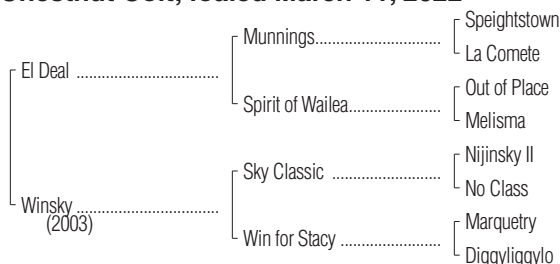 Chestnut Colt; foaled March 2022
Speightstown
Munnings
La Comete
El Deal
Out of Place
Spirit of Wailea
Melisma
Nijinsky II
Sky Classic
No Class
Winsky
(2003)
Marquetry
Win for Stacy
Diggyliggylo